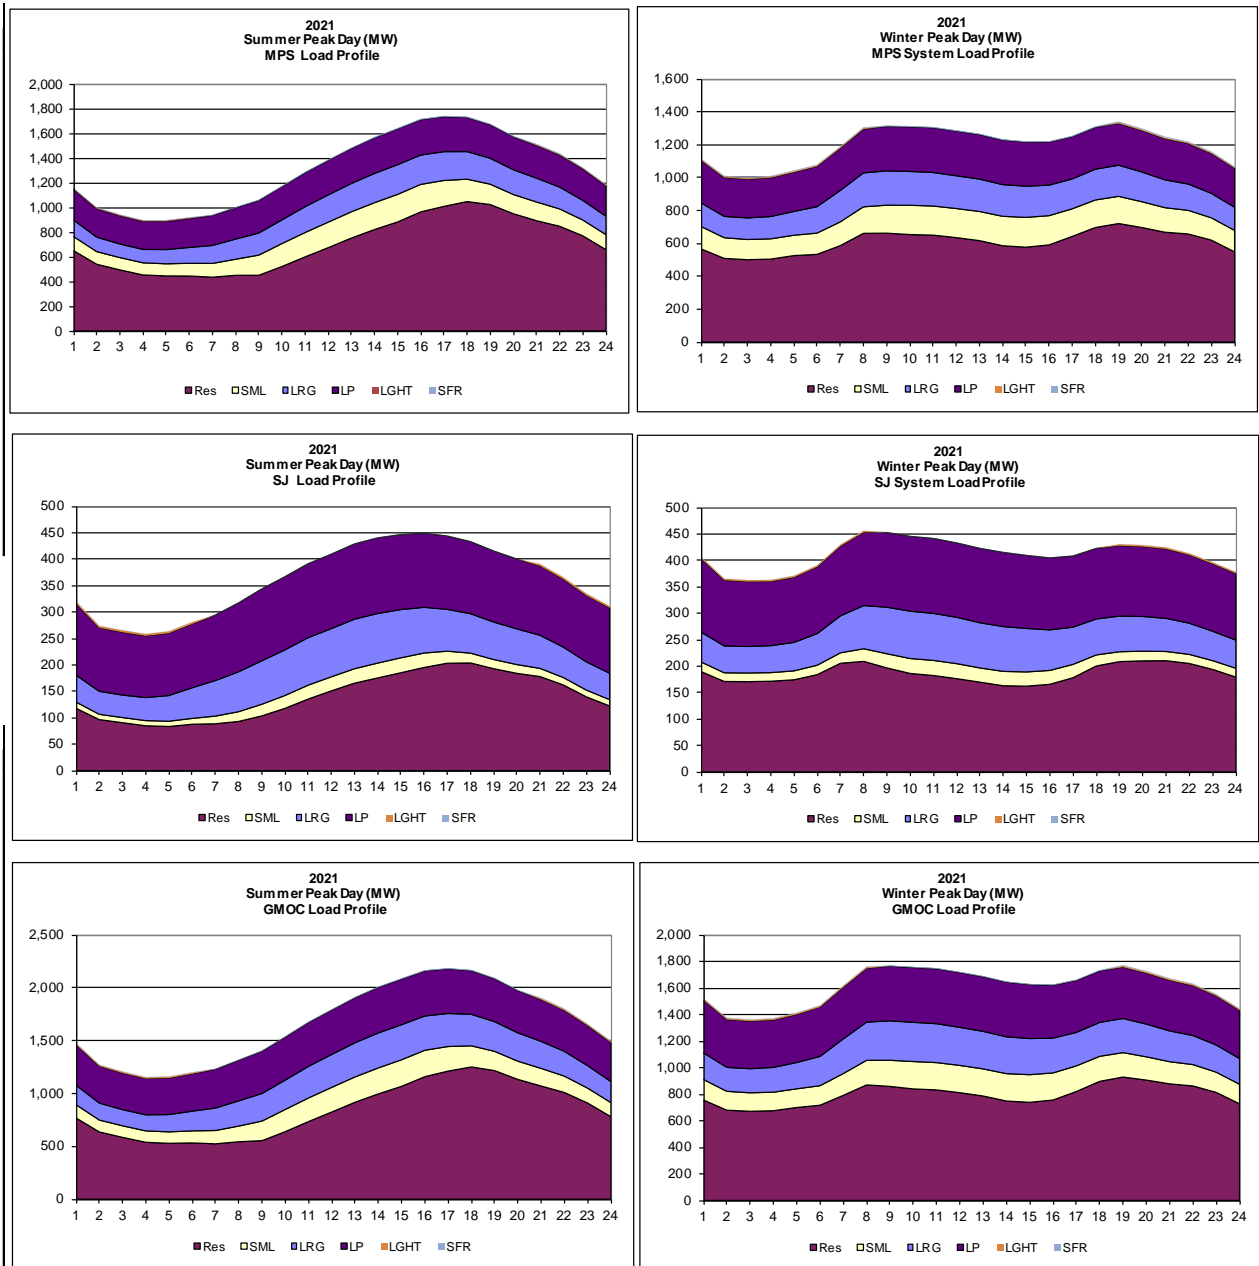 2021
Summer Peak Day (MW)
MPS Load Profile
2,000
1,800
1,600
1,400
1,200
1,000
800
600
400
200
0
1 2 3 4 5 6 7 8 9 10 11 12 13 14 15 16 17 18 19 20 21 22 23 24
Res SML LRG LP LGHT SFR
2021
Winter Peak Day (MW)
MPS System Load Profile
1,600
1,400
1,200
1,000
800
600
400
200
0
1 2 3 4 5 6 7 8 9 10 11 12 13 14 15 16 17 18 19 20 21 22 23 24
Res SML LRG LP LGHT SFR
2021
Summer Peak Day (MW)
SJ Load Profile
500
450
400
350
300
250
200
150
100
50
0
1 2 3 4 5 6 7 8 9 10 11 12 13 14 15 16 17 18 19 20 21 22 23 24
Res SML LRG LP LGHT SFR
2021
Winter Peak Day (MW)
SJ System Load Profile
500
450
400
350
300
250
200
150
100
50
0
1 2 3 4 5 6 7 8 9 10 11 12 13 14 15 16 17 18 19 20 21 22 23 24
Res SML LRG LP LGHT SFR
2021
Summer Peak Day (MW)
GMOC Load Profile
2,500
2,000
1,500
1,000
500
0
1 2 3 4 5 6 7 8 9 10 11 12 13 14 15 16 17 18 19 20 21 22 23 24
Res SML LRG LP LGHT SFR
2021
Winter Peak Day (MW)
GMOC Load Profile
2,000
1,800
1,600
1,400
1,200
1,000
800
600
400
200
0
1 2 3 4 5 6 7 8 9 10 11 12 13 14 15 16 17 18 19 20 21 22 23 24
Res SML LRG LP LGHT SFR